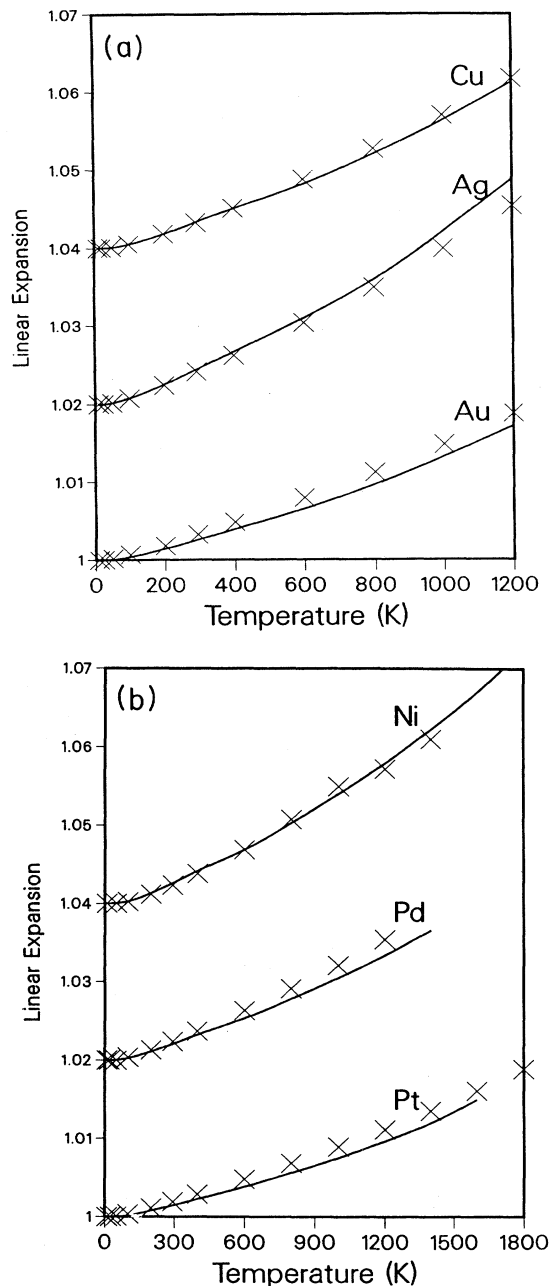 (a)
1.07
1.06
1.05
1.04
1.03
1.02
1.01
1
Linear Expansion
Cu
Ag
Au
0 200 400 600 800 1000 1200
Temperature (K)
(b)
1.07
1.06
1.05
1.04
1.03
1.02
1.01
1
Linear Expansion
Ni
Pd
Pt
0 300 600 900 1200 1500 1800
Temperature (K)